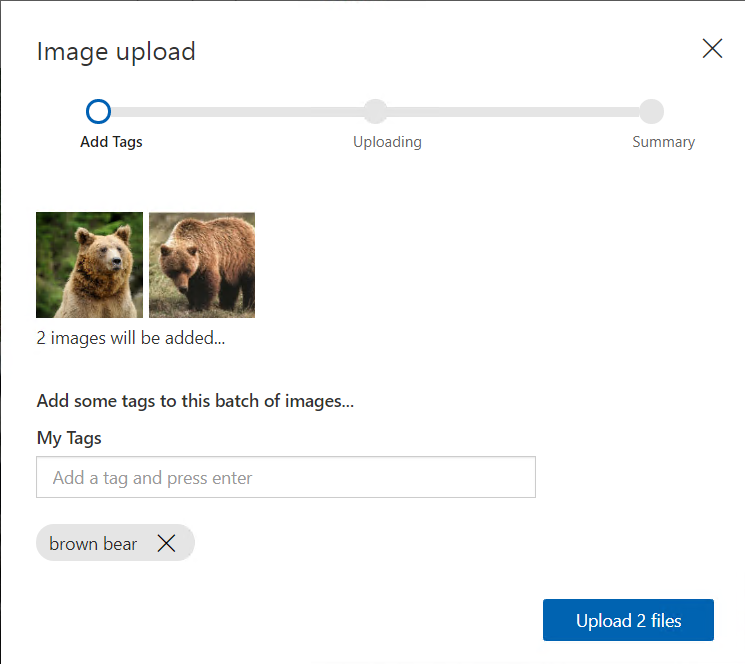 Image upload
Add Tags
Uploading
Summary
2 images will be added...
Add some tags to this batch of images...
My Tags
Add a tag and press enter
brown bear
Upload 2 files